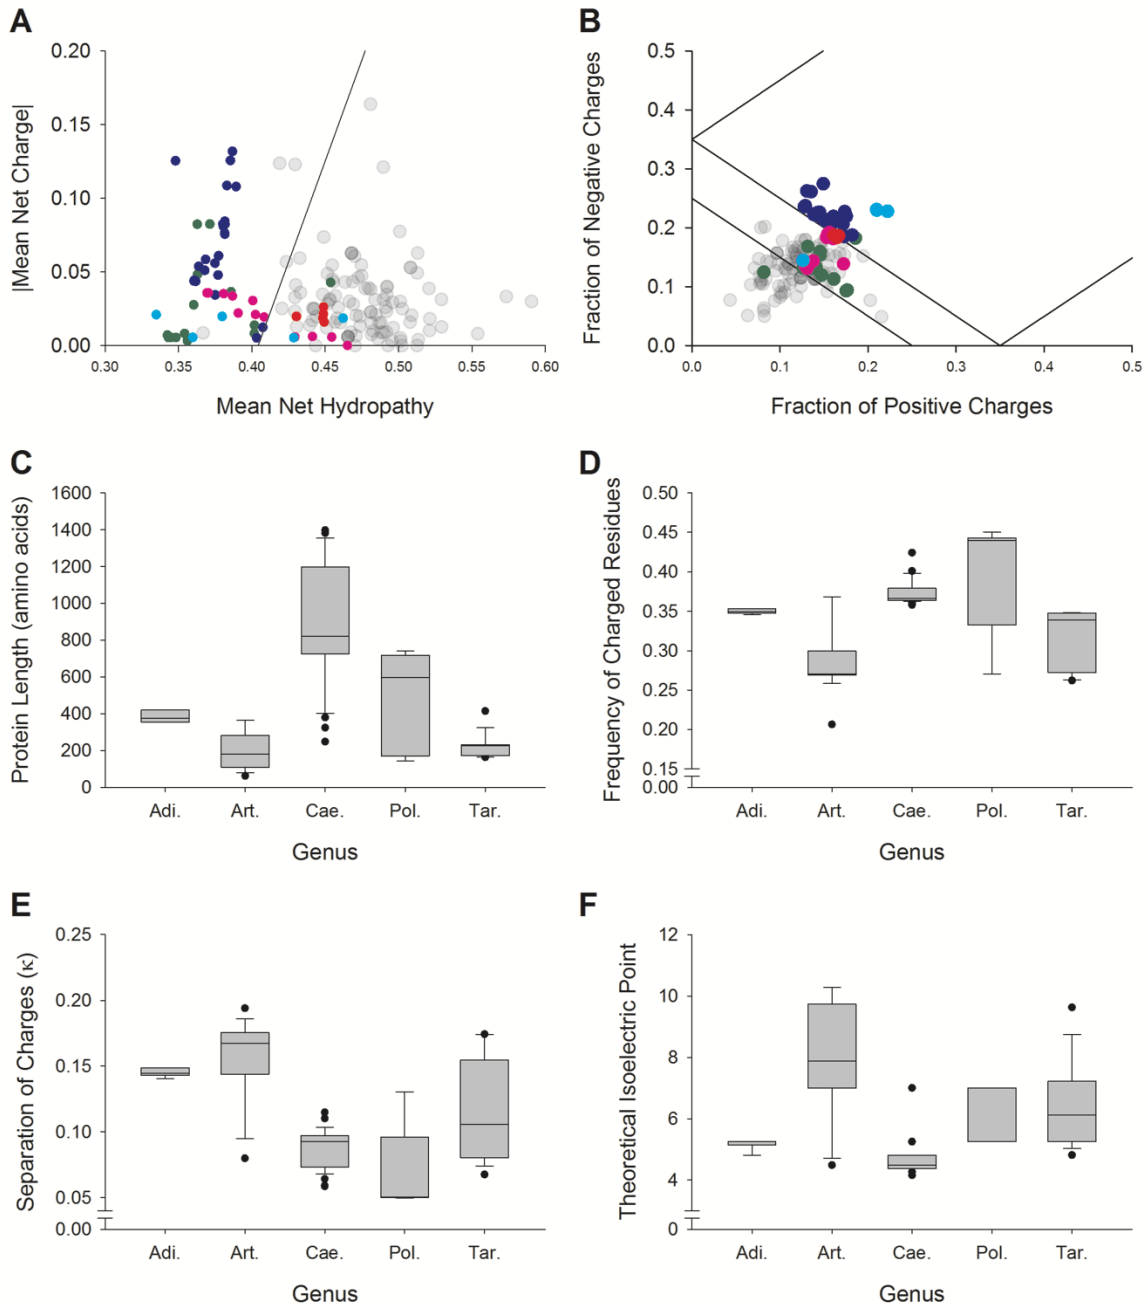 A
|Mean Net Charge|
0.20
0.15
0.10
0.05
0.00
0.30 0.35 0.40 0.45 0.50 0.55 0.60
Mean Net Hydropathy
B
Fraction of Negative Charges
0.5
0.4
0.3
0.2
0.1
0.0
0.0 0.1 0.2 0.3 0.4 0.5
Fraction of Positive Charges
C
Protein Length (amino acids)
1600
1400
1200
1000
800
600
400
200
0
Adi. Art. Cae. Pol. Tar.
Genus
D
Frequency of Charged Residues
0.50
0.45
0.40
0.35
0.30
0.25
0.20
0.15
0.00
Adi. Art. Cae. Pol. Tar.
Genus
E
Separation of Charges (κ)
0.25
0.20
0.15
0.10
0.05
0.00
Adi. Art. Cae. Pol. Tar.
Genus
F
Theoretical Isoelectric Point
12
10
8
6
4
0
Adi. Art. Cae. Pol. Tar.
Genus